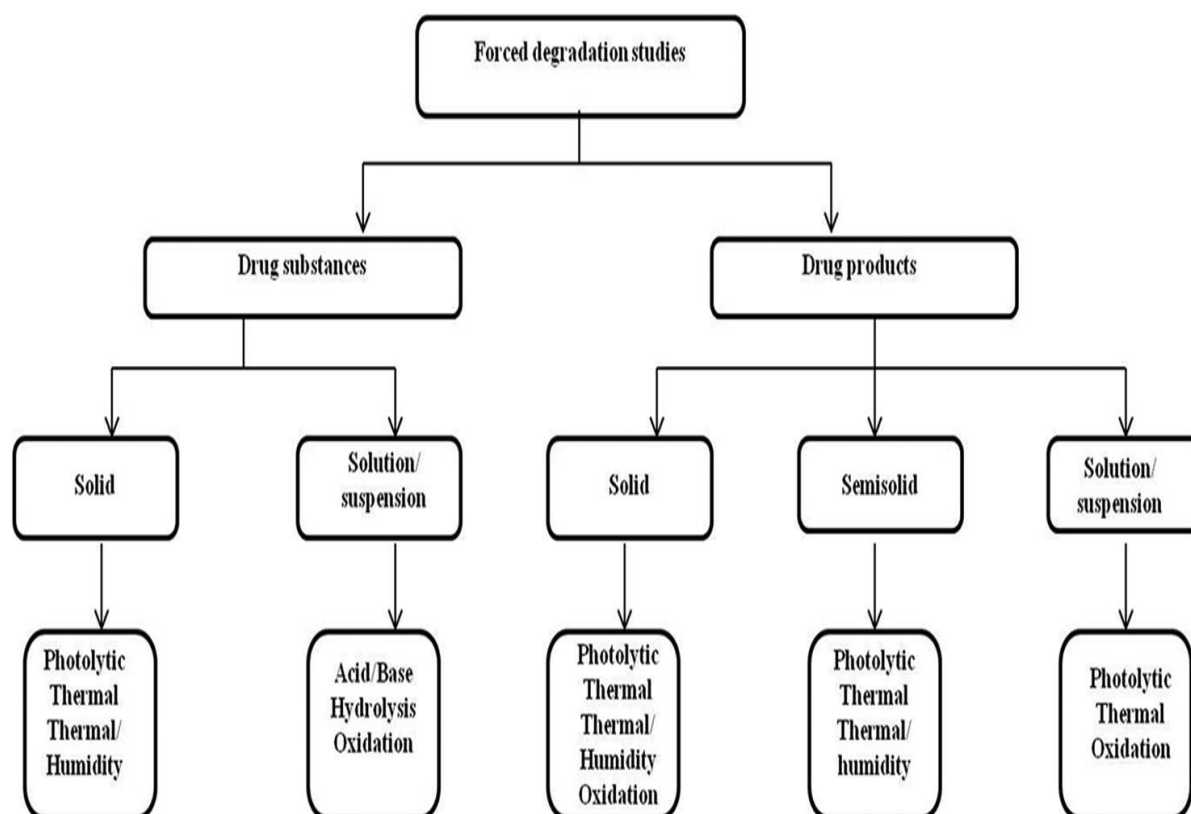 Forced degradation studies
Drug substances
Drug products
Solid
Solution/
suspension
Solid
Semisolid
Solution/
suspension
Photolytic
Thermal
Thermal/
Humidity
Acid/Base
Hydrolysis
Oxidation
Photolytic
Thermal
Thermal/
Humidity
Oxidation
Photolytic
Thermal
Thermal/
humidity
Photolytic
Thermal
Oxidation